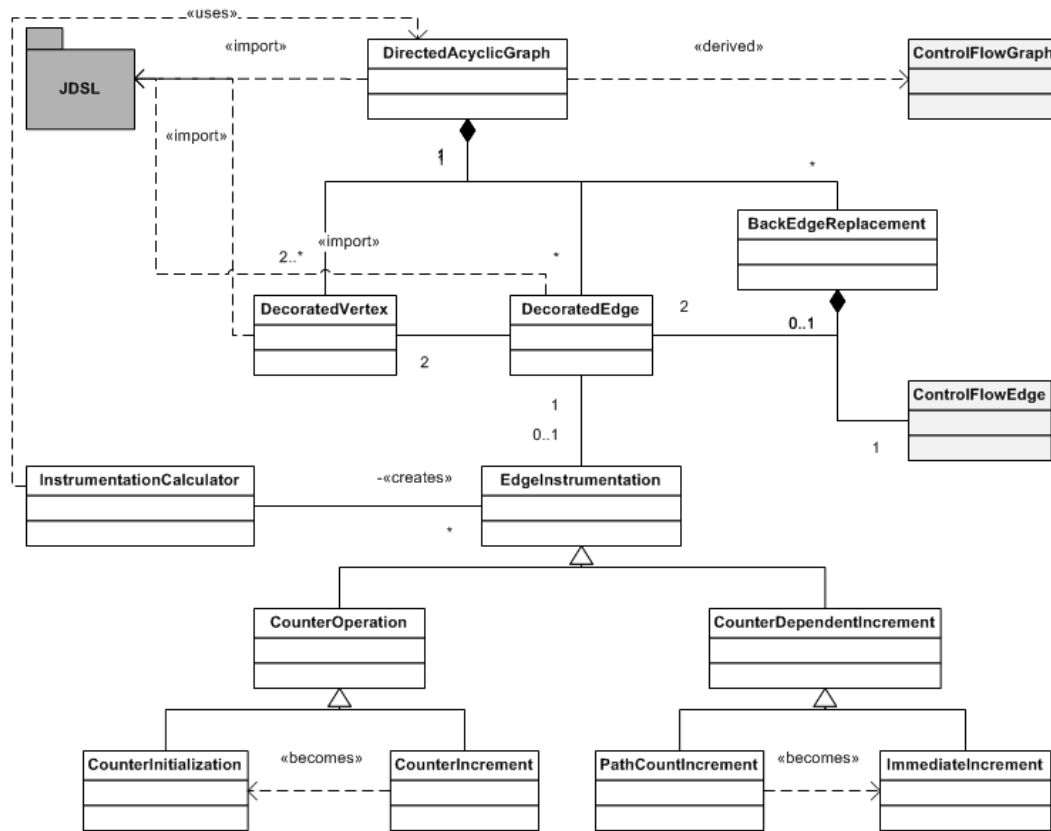 «uses»
«import»
DirectedAcyclicGraph
«derived»
ControlFlowGraph
JDSL
«import»
1
1
*
BackEdgeReplacement
«import»
2..*
*
DecoratedVertex
DecoratedEdge
2
0..1
2
ControlFlowEdge
1
0..1
1
InstrumentationCalculator
-«creates»
EdgeInstrumentation
*
CounterOperation
CounterDependentIncrement
CounterInitialization
«becomes»
CounterIncrement
PathCountIncrement
«becomes»
ImmediateIncrement